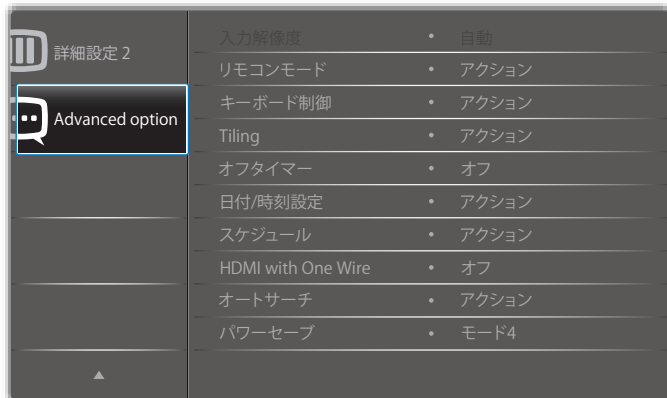 詳細設定 2
Advanced option
入力解像度 • 自動
リモコンモード • アクション
キーボード制御 • アクション
Tiling • アクション
オフタイマー • オフ
日付/時刻設定 • アクション
スケジュール • アクション
HDMI with One Wire • オフ
オートサーチ • アクション
パワーセーブ • モード4